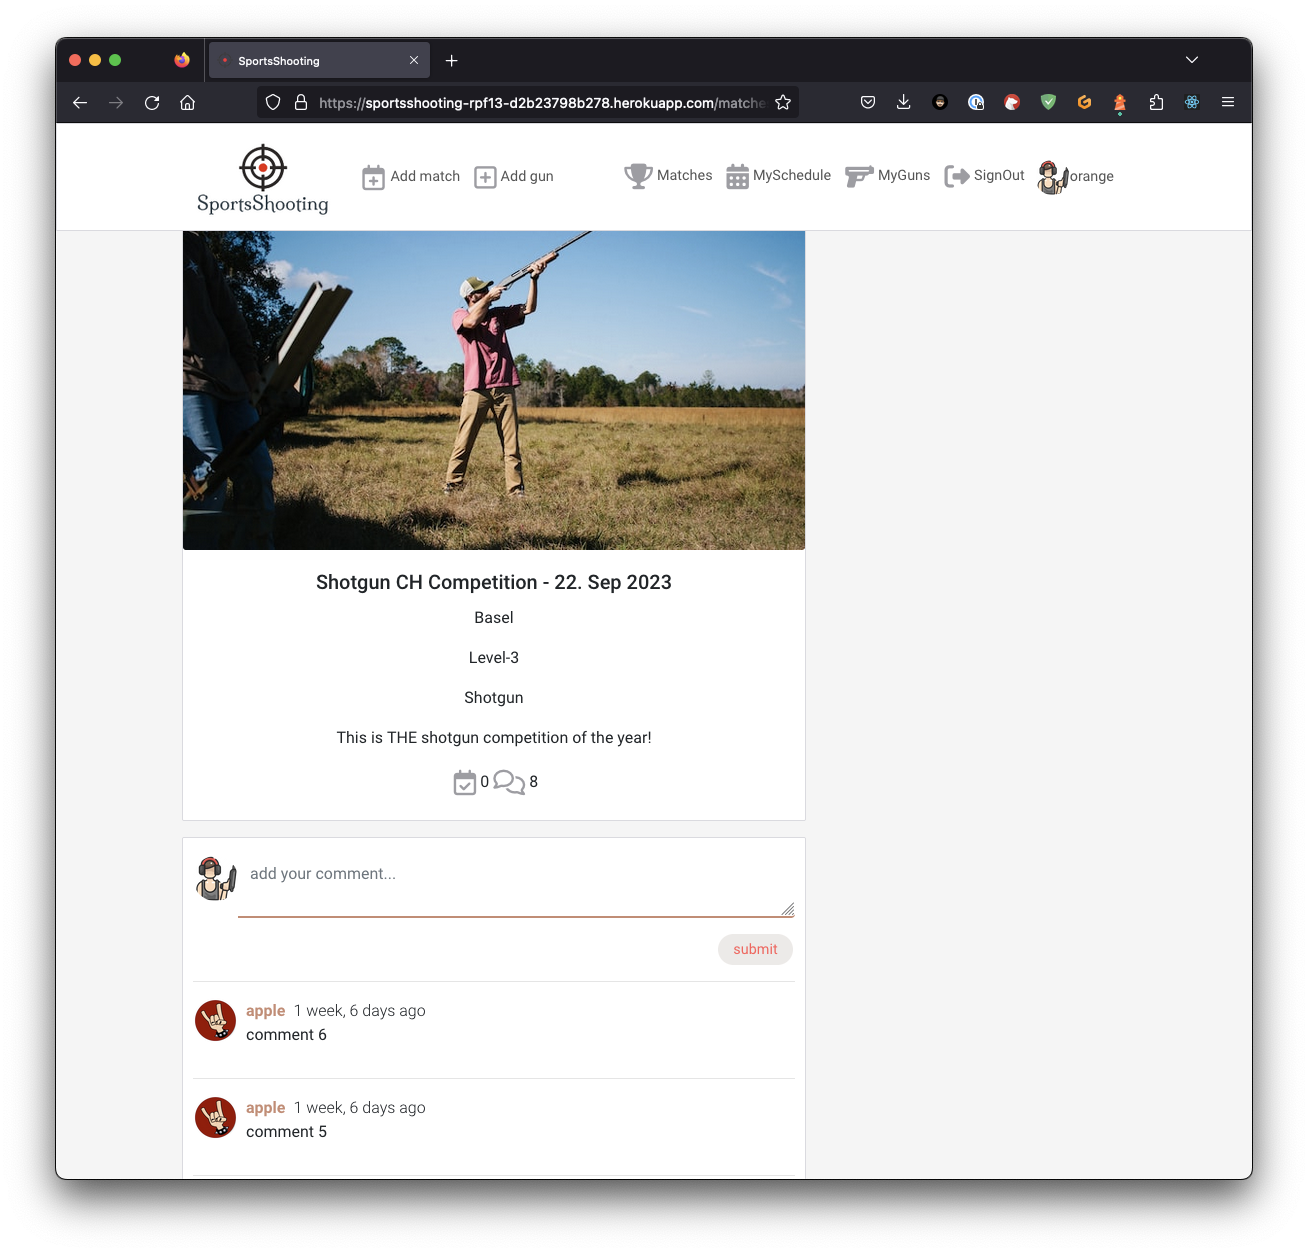 SportsShooting
https://sportsshooting-rpf13-d2b23798b278.herokuapp.com/matche
SportsShooting
Add match
Add gun
Matches
MySchedule
MyGuns
SignOut
orange
Shotgun CH Competition - 22. Sep 2023
Basel
Level-3
Shotgun
This is THE shotgun competition of the year!
0 8
add your comment...
submit
apple 1 week, 6 days ago
comment 6
apple 1 week, 6 days ago
comment 5